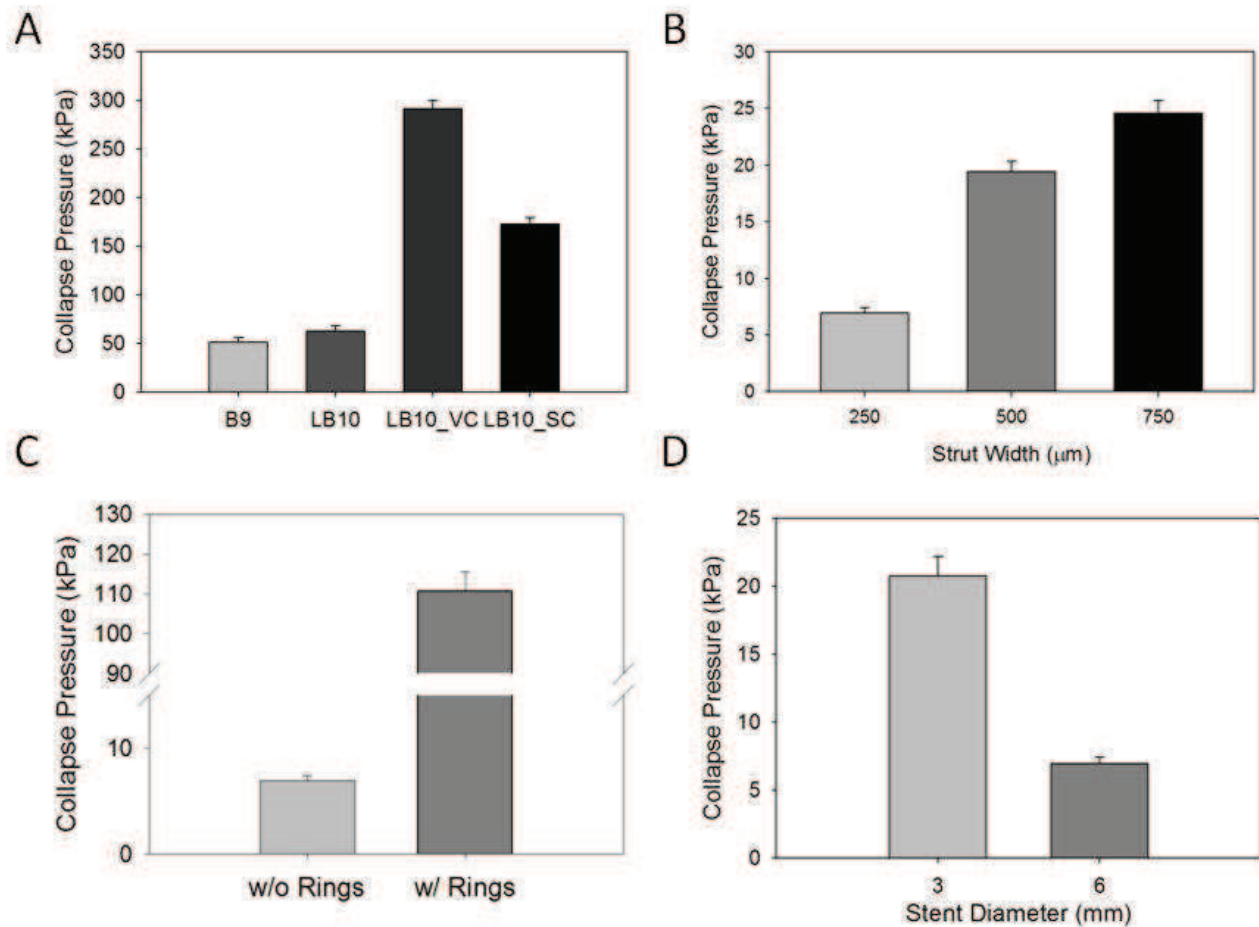 A
Collapse Pressure (kPa)
350
300
250
200
150
100
50
0
B9 LB10 LB10_VC LB10_SC
B
Collapse Pressure (kPa)
30
25
20
15
10
5
0
250 500 750
Strut Width (μm)
C
Collapse Pressure (kPa)
130
120
110
100
90
10
0
w/o Rings w/ Rings
D
Collapse Pressure (kPa)
25
20
15
10
5
0
3 6
Stent Diameter (mm)